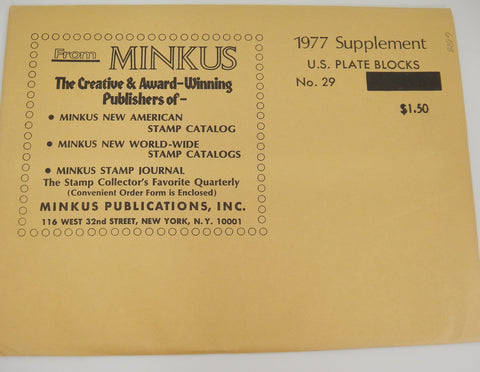 From MINKUS
The Creative & Award-Winning
Publishers of-
• MINKUS NEW AMERICAN
STAMP CATALOG
• MINKUS NEW WORLD-WIDE
STAMP CATALOGS
• MINKUS STAMP JOURNAL
The Stamp Collector's Favorite Quarterly
(Convenient Order Form is Enclosed)
MINKUS PUBLICATIONS, INC.
116 WEST 32nd STREET, NEW YORK, N.Y. 10001
1977 Supplement
U.S. PLATE BLOCKS
No. 29
$1.50